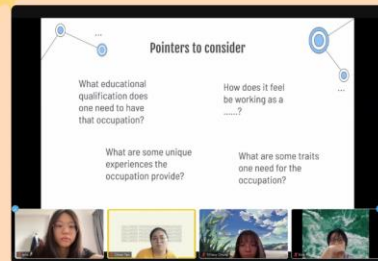 ...
Pointers to consider
What educational
qualification does
one need to have
that occupation?
How does it feel
be working as a
......?
...
What are some unique
experiences the
occupation provide?
What are some traits
one need for the
occupation?